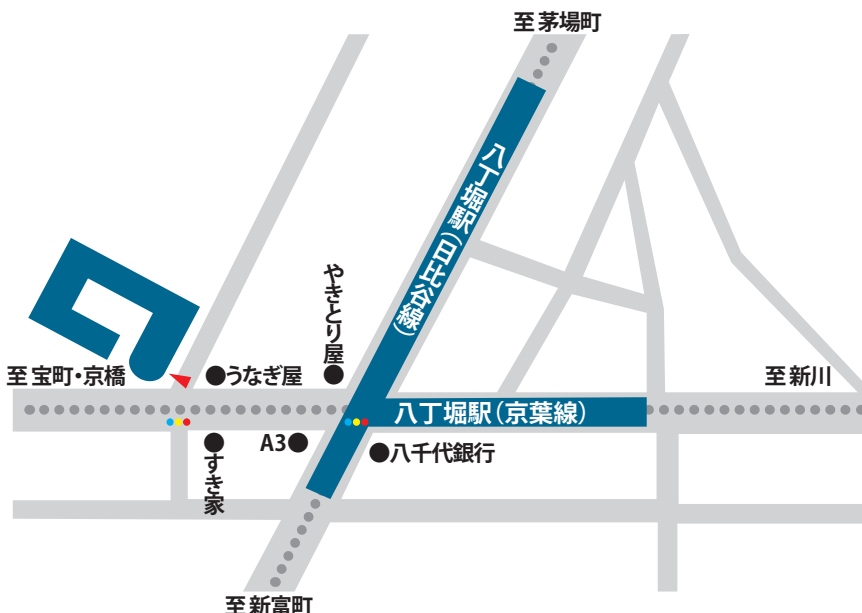 至 茅場町
八丁堀駅（日比谷線）
やきとり屋
至 宝町・京橋
うなぎ屋
至 新川
八丁堀駅（京葉線）
A3
八千代銀行
すき家
至 新富町